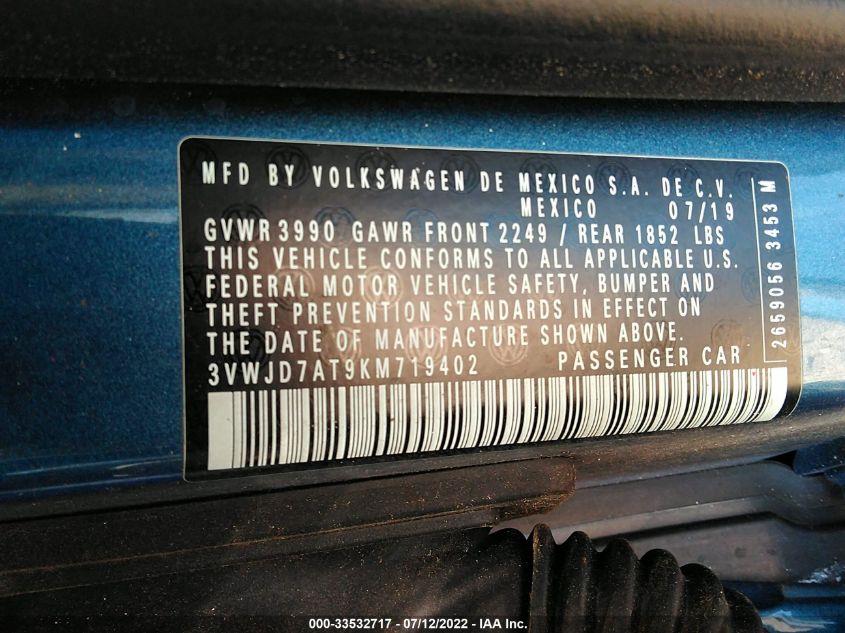 MFD BY VOLKSWAGEN DE MEXICO S.A. DE C.V.
MEXICO 07/19
GVWR 3990 GAWR FRONT 2249 / REAR 1852 LBS
THIS VEHICLE CONFORMS TO ALL APPLICABLE U.S.
FEDERAL MOTOR VEHICLE SAFETY, BUMPER AND
THEFT PREVENTION STANDARDS IN EFFECT ON
THE DATE OF MANUFACTURE SHOWN ABOVE.
3VWJD7AT9KM719402 PASSENGER CAR
2659056 3453 M
000-33532717 - 07/12/2022 - IAA Inc.